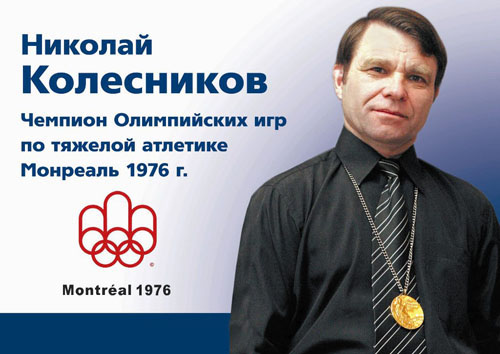 Николай
Колесников
Чемпион Олимпийских игр
по тяжелой атлетике
Монреаль 1976 г.
©
Montréal 1976